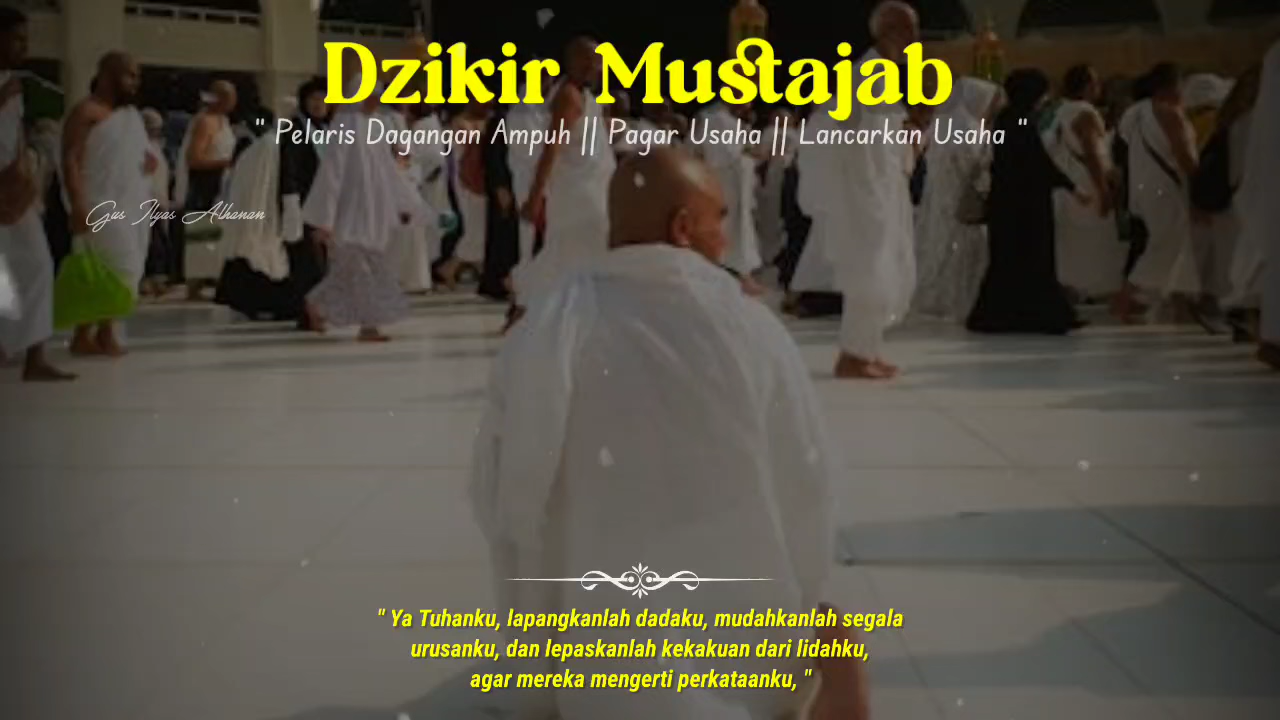 Dzikir Mustajab
" Pelaris Dagangan Ampuh || Pagar Usaha || Lancarkan Usaha "
Gus Ilyas Alhanan
" Ya Tuhanku, lapangkanlah dadaku, mudahkanlah segala
urusanku, dan lepaskanlah kekakuan dari lidahku,
agar mereka mengerti perkataanku, "